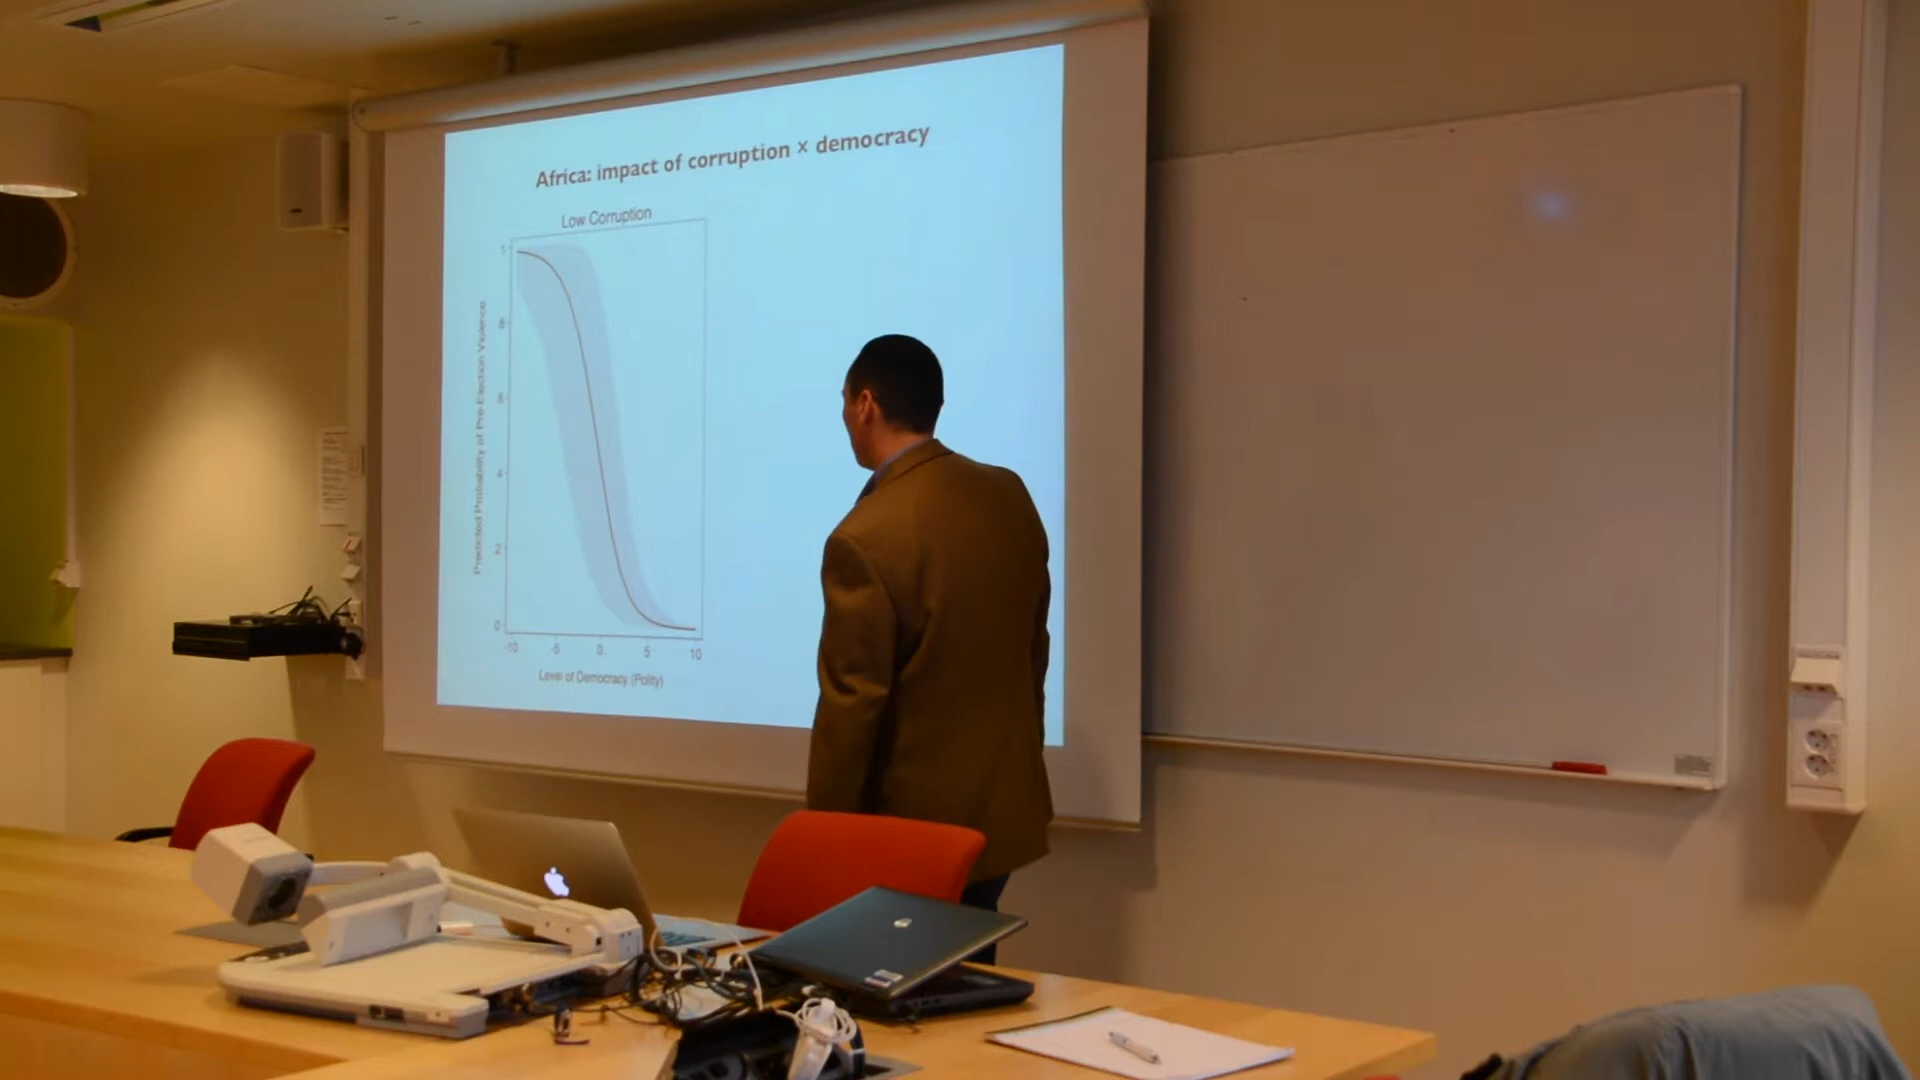 Africa: impact of corruption × democracy
Low Corruption
Predicted Probability of Pre-Election Violence
1
.8
.6
.4
.2
0
-10 -5 0 5 10
Level of Democracy (Polity)